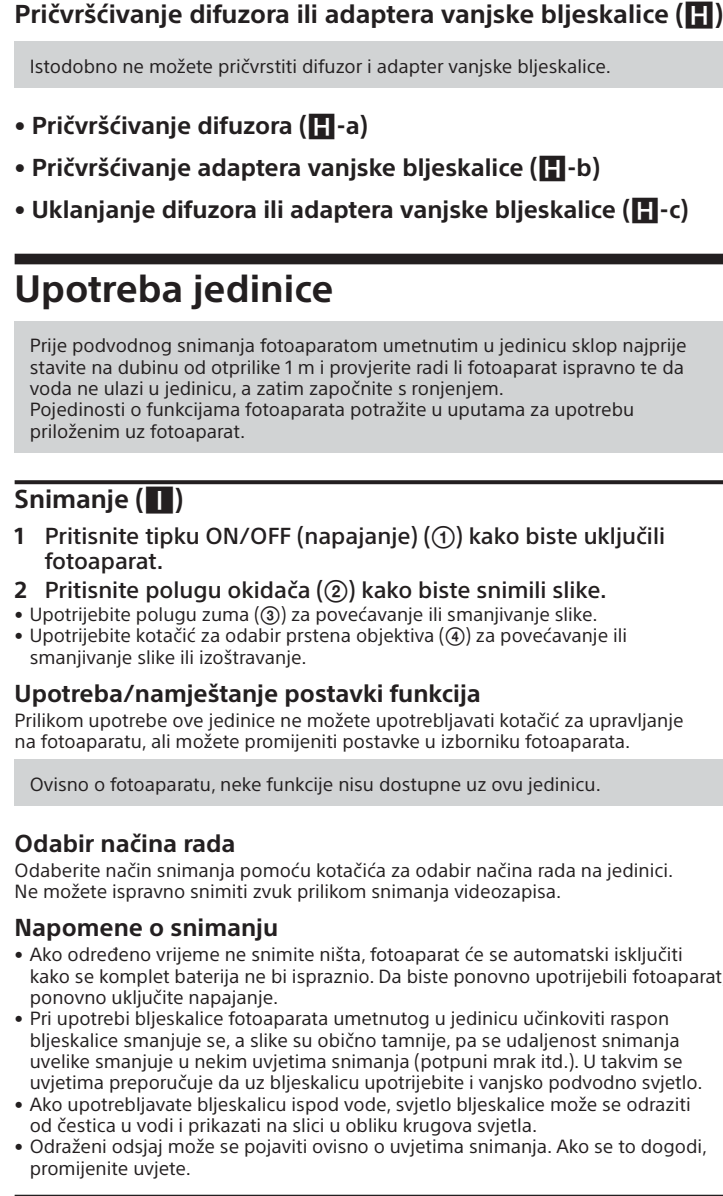 Pričvršćivanje difuzora ili adaptera vanjske bljeskalice (H)
Istodobno ne možete pričvrstiti difuzor i adapter vanjske bljeskalice.
• Pričvršćivanje difuzora (H-a)
• Pričvršćivanje adaptera vanjske bljeskalice (H-b)
• Uklanjanje difuzora ili adaptera vanjske bljeskalice (H-c)
Upotreba jedinice
Prije podvodnog snimanja fotoaparatom umetnutim u jedinicu sklop najprije
stavite na dubinu od otprilike 1 m i provjerite radi li fotoaparat ispravno te da
voda ne ulazi u jedinicu, a zatim započnite s ronjenjem.
Pojedinosti o funkcijama fotoaparata potražite u uputama za upotrebu
priloženim uz fotoaparat.
Snimanje (I)
1 Pritisnite tipku ON/OFF (napajanje) (①) kako biste uključili
fotoaparat.
2 Pritisnite polugu okidača (②) kako biste snimili slike.
• Upotrijebite polugu zuma (③) za povećavanje ili smanjivanje slike.
• Upotrijebite kotačić za odabir prstena objektiva (④) za povećavanje ili
smanjivanje slike ili izoštravanje.
Upotreba/namještanje postavki funkcija
Prilikom upotrebe ove jedinice ne možete upotrebljavati kotačić za upravljanje
na fotoaparatu, ali možete promijeniti postavke u izborniku fotoaparata.
Ovisno o fotoaparatu, neke funkcije nisu dostupne uz ovu jedinicu.
Odabir načina rada
Odaberite način snimanja pomoću kotačića za odabir načina rada na jedinici.
Ne možete ispravno snimiti zvuk prilikom snimanja videozapisa.
Napomene o snimanju
• Ako određeno vrijeme ne snimite ništa, fotoaparat će se automatski isključiti
kako se komplet baterija ne bi ispraznio. Da biste ponovno upotrijebili fotoaparat
ponovno uključite napajanje.
• Pri upotrebi bljeskalice fotoaparata umetnutog u jedinicu učinkoviti raspon
bljeskalice smanjuje se, a slike su obično tamnije, pa se udaljenost snimanja
uvelike smanjuje u nekim uvjetima snimanja (potpuni mrak itd.). U takvim se
uvjetima preporučuje da uz bljeskalicu upotrijebite i vanjsko podvodno svjetlo.
• Ako upotrebljavate bljeskalicu ispod vode, svjetlo bljeskalice može se odraziti
od čestica u vodi i prikazati na slici u obliku krugova svjetla.
• Odraženi odsjaj može se pojaviti ovisno o uvjetima snimanja. Ako se to dogodi,
promijenite uvjete.